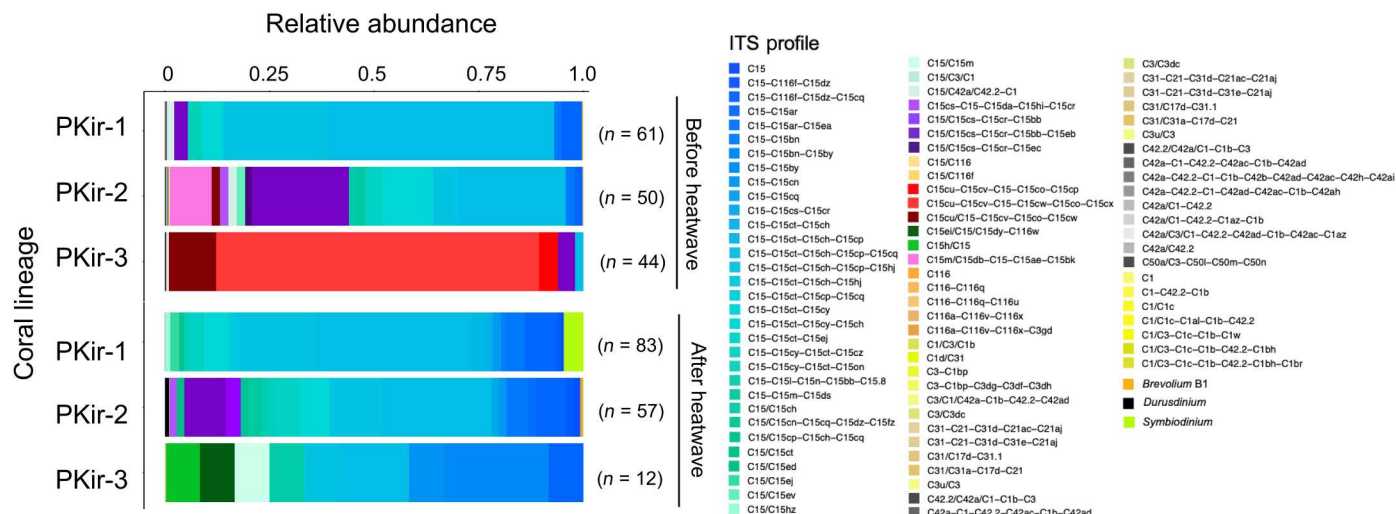 Relative abundance
0 0.25 0.5 0.75 1.0
Coral lineage
PKir-1
(n = 61)
PKir-2
(n = 50)
PKir-3
(n = 44)
Before heatwave
PKir-1
(n = 83)
PKir-2
(n = 57)
PKir-3
(n = 12)
After heatwave
ITS profile
C15
C15–C116f–C15dz
C15–C116f–C15dz–C15cq
C15–C15ar
C15–C15ar–C15ea
C15–C15bn
C15–C15bn–C15by
C15–C15by
C15–C15cn
C15–C15cq
C15–C15cs–C15cr
C15–C15ct–C15ch
C15–C15ct–C15ch–C15cp
C15–C15ct–C15ch–C15cp–C15cq
C15–C15ct–C15ch–C15cp–C15hj
C15–C15ct–C15ch–C15hj
C15–C15ct–C15cp–C15cq
C15–C15ct–C15cy
C15–C15ct–C15cy–C15ch
C15–C15ct–C15ej
C15–C15cy–C15ct–C15cz
C15–C15cy–C15ct–C15on
C15–C15l–C15n–C15bb–C15.8
C15–C15m–C15ds
C15/C15ch
C15/C15cn–C15cq–C15dz–C15fz
C15/C15cp–C15ch–C15cq
C15/C15ct
C15/C15ed
C15/C15ej
C15/C15ev
C15/C15hz
C15/C15m
C15/C3/C1
C15/C42a/C42.2–C1
C15cs–C15–C15da–C15hi–C15cr
C15/C15cs–C15cr–C15bb
C15/C15cs–C15cr–C15bb–C15eb
C15/C15cs–C15cr–C15ec
C15/C116
C15/C116f
C15cu–C15cv–C15–C15co–C15cp
C15cu–C15cv–C15–C15cw–C15co–C15cx
C15cu/C15–C15cv–C15co–C15cw
C15ei/C15/C15dy–C116w
C15h/C15
C15m/C15db–C15–C15ae–C15bk
C116
C116–C116q
C116–C116q–C116u
C116a–C116v–C116x
C116a–C116v–C116x–C3gd
C1/C3/C1b
C1d/C31
C3–C1bp
C3–C1bp–C3dg–C3df–C3dh
C3/C1/C42a–C1b–C42.2–C42ad
C3/C3dc
C31–C21–C31d–C21ac–C21aj
C31–C21–C31d–C31e–C21aj
C31/C17d–C31.1
C31/C31a–C17d–C21
C3u/C3
C42.2/C42a/C1–C1b–C3
C42a–C1–C42.2–C42ac–C1b–C42ad
C3/C3dc
C31–C21–C31d–C21ac–C21aj
C31–C21–C31d–C31e–C21aj
C31/C17d–C31.1
C31/C31a–C17d–C21
C3u/C3
C42.2/C42a/C1–C1b–C3
C42a–C1–C42.2–C42ac–C1b–C42ad
C42a–C42.2–C1–C1b–C42b–C42ad–C42ac–C42h–C42ai
C42a–C42.2–C1–C42ad–C42ac–C1b–C42ah
C42a/C1–C42.2
C42a/C1–C42.2–C1az–C1b
C42a/C3/C1–C42.2–C42ad–C1b–C42ac–C1az
C42a/C42.2
C50a/C3–C50l–C50m–C50n
C1
C1–C42.2–C1b
C1/C1c
C1/C1c–C1al–C1b–C42.2
C1/C3–C1c–C1b–C1w
C1/C3–C1c–C1b–C42.2–C1bh
C1/C3–C1c–C1b–C42.2–C1bh–C1br
Brevolium B1
Durusdinium
Symbiodinium